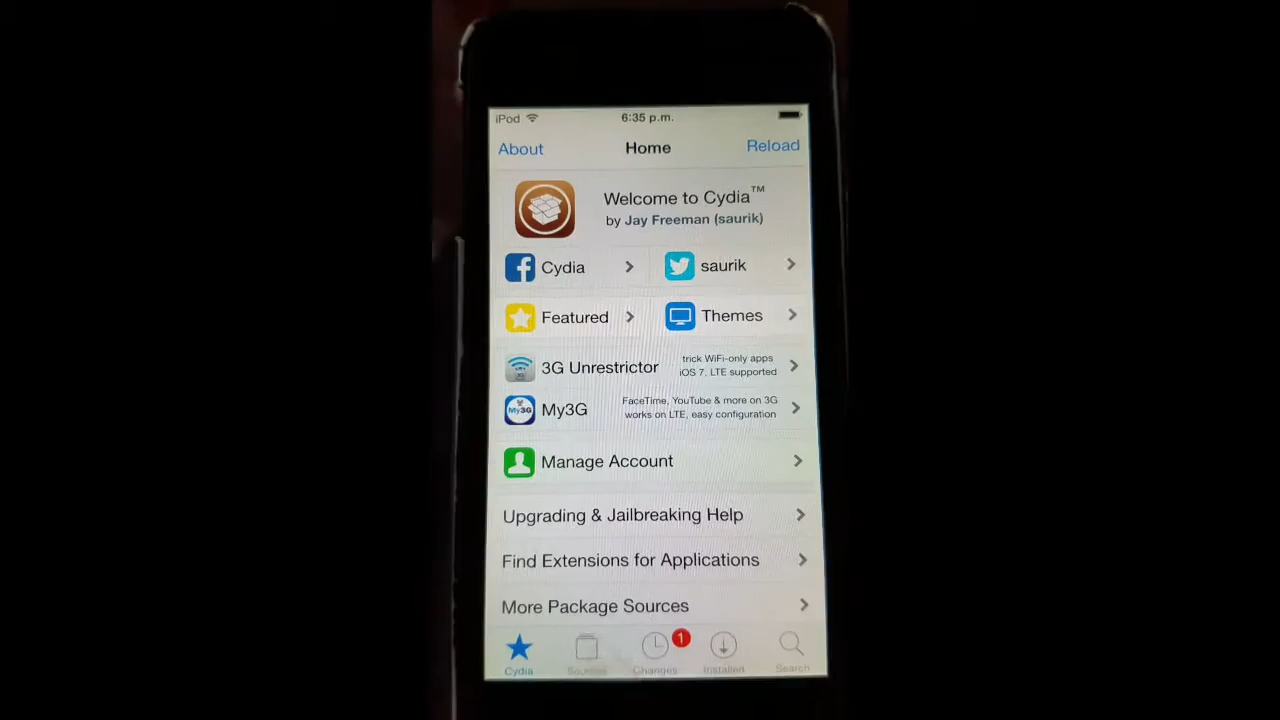 iPod 6:35 p.m.
About Home Reload
Welcome to Cydia™
by Jay Freeman (saurik)
Cydia saurik
Featured Themes
3G Unrestrictor trick WiFi-only apps
iOS 7, LTE supported
My3G FaceTime, YouTube & more on 3G
works on LTE, easy configuration
Manage Account
Upgrading & Jailbreaking Help
Find Extensions for Applications
More Package Sources
1
Cydia Sources Changes Installed Search